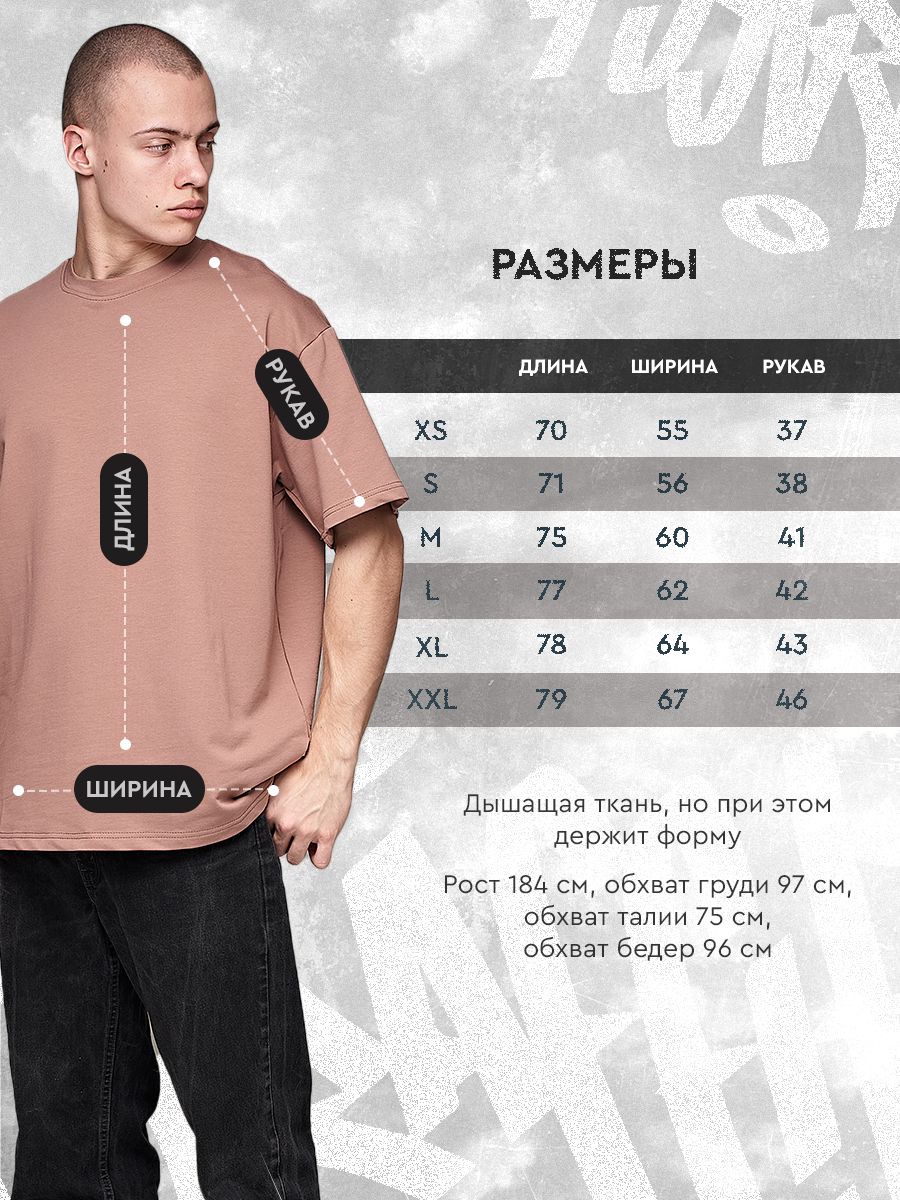 РАЗМЕРЫ
ДЛИНА ШИРИНА РУКАВ
XS 70 55 37
S 71 56 38
M 75 60 41
L 77 62 42
XL 78 64 43
XXL 79 67 46
РУКАВ
ДЛИНА
ШИРИНА
Дышащая ткань, но при этом
держит форму
Рост 184 см, обхват груди 97 см,
обхват талии 75 см,
обхват бедер 96 см